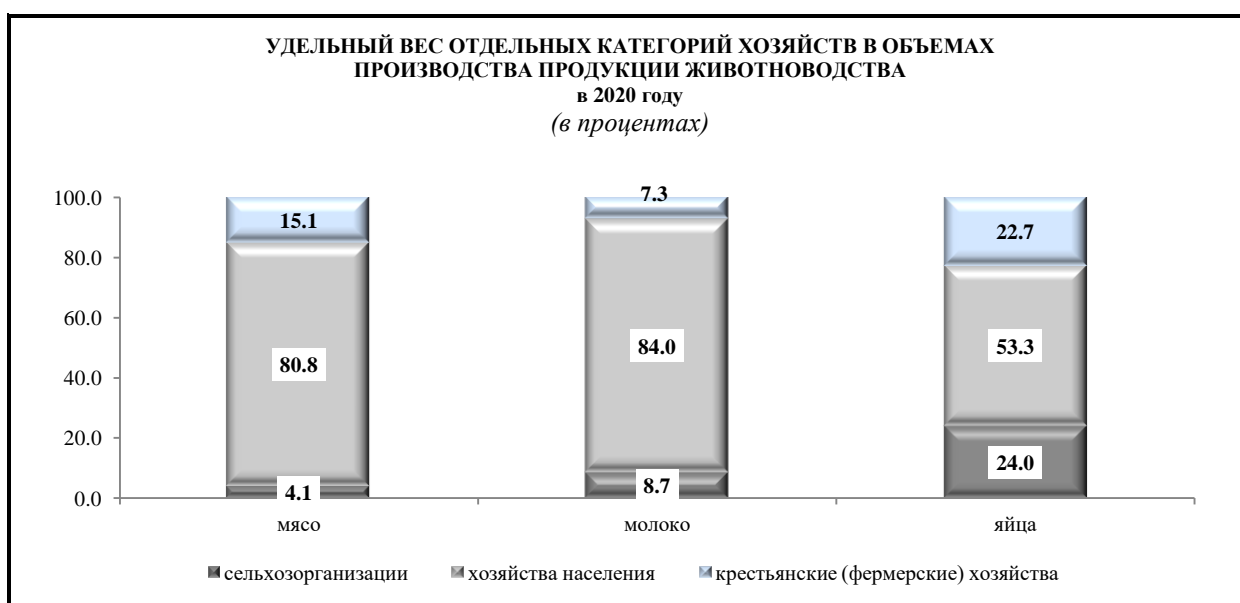 УДЕЛЬНЫЙ ВЕС ОТДЕЛЬНЫХ КАТЕГОРИЙ ХОЗЯЙСТВ В ОБЪЕМАХ
ПРОИЗВОДСТВА ПРОДУКЦИИ ЖИВОТНОВОДСТВА
в 2020 году
(в процентах)
100.0
80.0
60.0
40.0
20.0
0.0
15.1
80.8
4.1
7.3
84.0
8.7
22.7
53.3
24.0
мясо
молоко
яйца
сельхозорганизации
хозяйства населения
крестьянские (фермерские) хозяйства